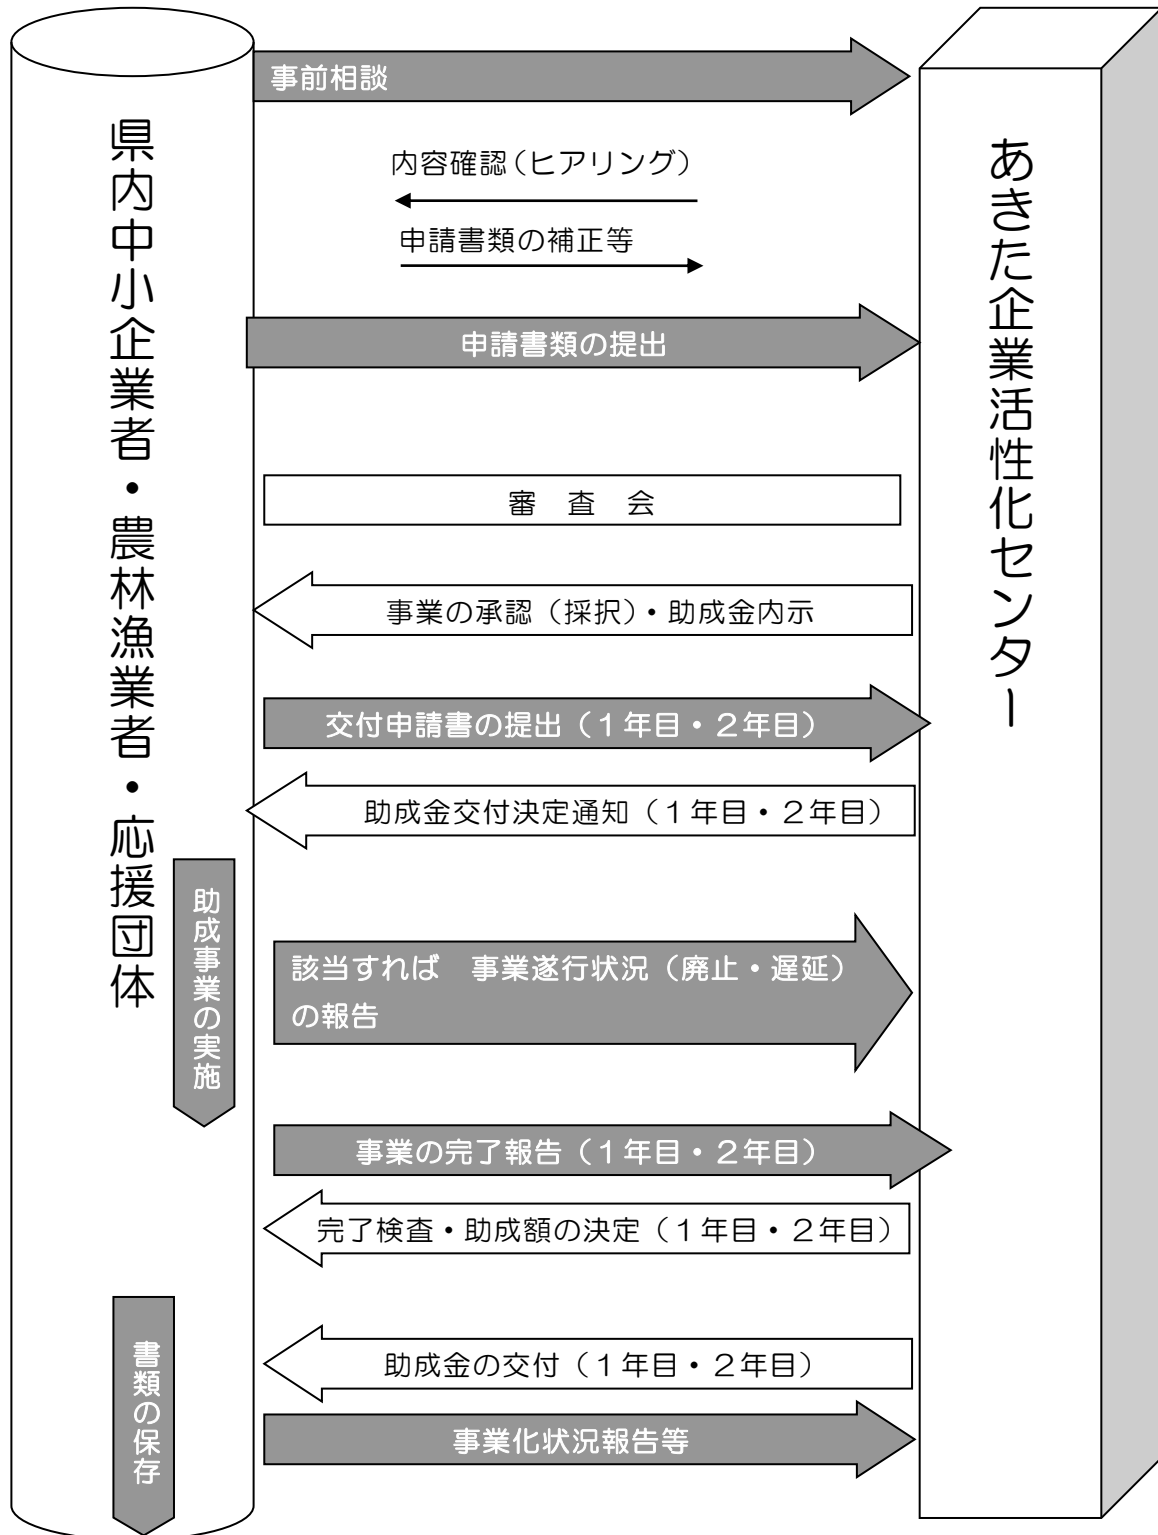 県内中小企業者・農林漁業者・応援団体
あきた企業活性化センター
事前相談
内容確認（ヒアリング）
申請書類の補正等
申請書類の提出
審　査　会
事業の承認（採択）・助成金内示
交付申請書の提出（１年目・２年目）
助成金交付決定通知（１年目・２年目）
助成事業の実施
該当すれば　事業遂行状況（廃止・遅延）
の報告
事業の完了報告（１年目・２年目）
完了検査・助成額の決定（１年目・２年目）
助成金の交付（１年目・２年目）
書類の保存
事業化状況報告等